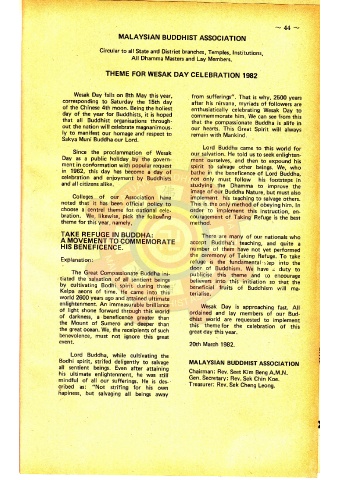 ~ 44 ~
MALAYSIAN BUDDHIST ASSOCIATION
Circular to all State and District branches, Temples, Institutions,
All Dhamma Masters and Lay Members.
THEME FOR WESAK DAY CELEBRATION 1982
Wesak Day falls on 8th May this year,
corresponding to Saturday the 15th day
of the Chinese 4th moon. Being the holiest
day of the year for Buddhists, it is hoped
that all Buddhist organisations through-
out the nation will celebrate magnanimous-
ly to manifest our homage and respect to
Sakya Muni Buddha our Lord.
Since the proclammation of Wesak
Day as a public holiday by the govern-
ment in conformation with popular request
in 1962, this day has become a day of
celebration and enjoyment by Buddhists
and all citizens alike.
Colleges of our Association have
noted that it has been official policy to
choose a central theme for national cele-
bration. We, likewise, pick the following
theme for this year, namely,
TAKE REFUGE IN BUDDHA:
A MOVEMENT TO COMMEMORATE
HIS BENEFICENCE.
Explanation:
The Great Compassionate Buddha ini-
tiated the salvation of all sentient beings
by cultivating Bodhi spirit during three
Kalpa aeons of time. He came into this
world 2600 years ago and attained ultimate
enlightenment. An immeasurable brilliance
of light shone forward through this world
of darkness, a beneficence greater than
the Mount of Sumeru and deeper than
the great ocean. We, the recipients of such
benevolence, must not ignore this great
event.
Lord Buddha, while cultivating the
Bodhi spirit, strifed deligently to salvage
all sentient beings. Even after attaining
his ultimate enlightenment, he was still
mindful of all our sufferings. He is des-
cribed as: "Not strifing for his own
happiness, but salvaging all beings away
from sufferings". That is why, 2500 years
after his nirvana, myriads of followers are
enthusiastically celebrating Wesak Day to
commemorate him. We can see from this
that the compassionate Buddha is alife in
our hearts. This Great Spirit will always
remain with Mankind.
Lord Buddha came to this world for
our salvation. He told us to seek enlighten-
ment ourselves, and then to expound his
spirit to salvage other beings. We, who
bathe in the beneficence of Lord Buddha,
not only must follow his footsteps in
studying the Dhamma to improve the
image of our Buddha Nature, but must also
implement his teaching to salvage others.
This is the only method of obeying him. In
order to implement this instruction, en-
couragement of Taking Refuge is the best
method.
There are many of our nationals who
accept Buddha's teaching, and quite a
number of them have not yet performed
the ceremony of Taking Refuge. To take
refuge is the fundamental step into the
door of Buddhism. We have a duty to
publicise this theme and to encourage
believers into this initiation so that the
beneficial fruits of Buddhism will ma-
terialise.
Wesak Day is approaching fast. All
ordained and lay members of our Bud-
dhist world are requested to implement
this theme for the celebration of this
great day this year.
20th March 1982.
MALAYSIAN BUDDHIST ASSOCIATION
Chairman: Rev. Seet Kim Beng A.M.N.
Gen. Secretary: Rev. Sek Chin Koe.
Treasurer: Rev. Sek Cheng Leong.